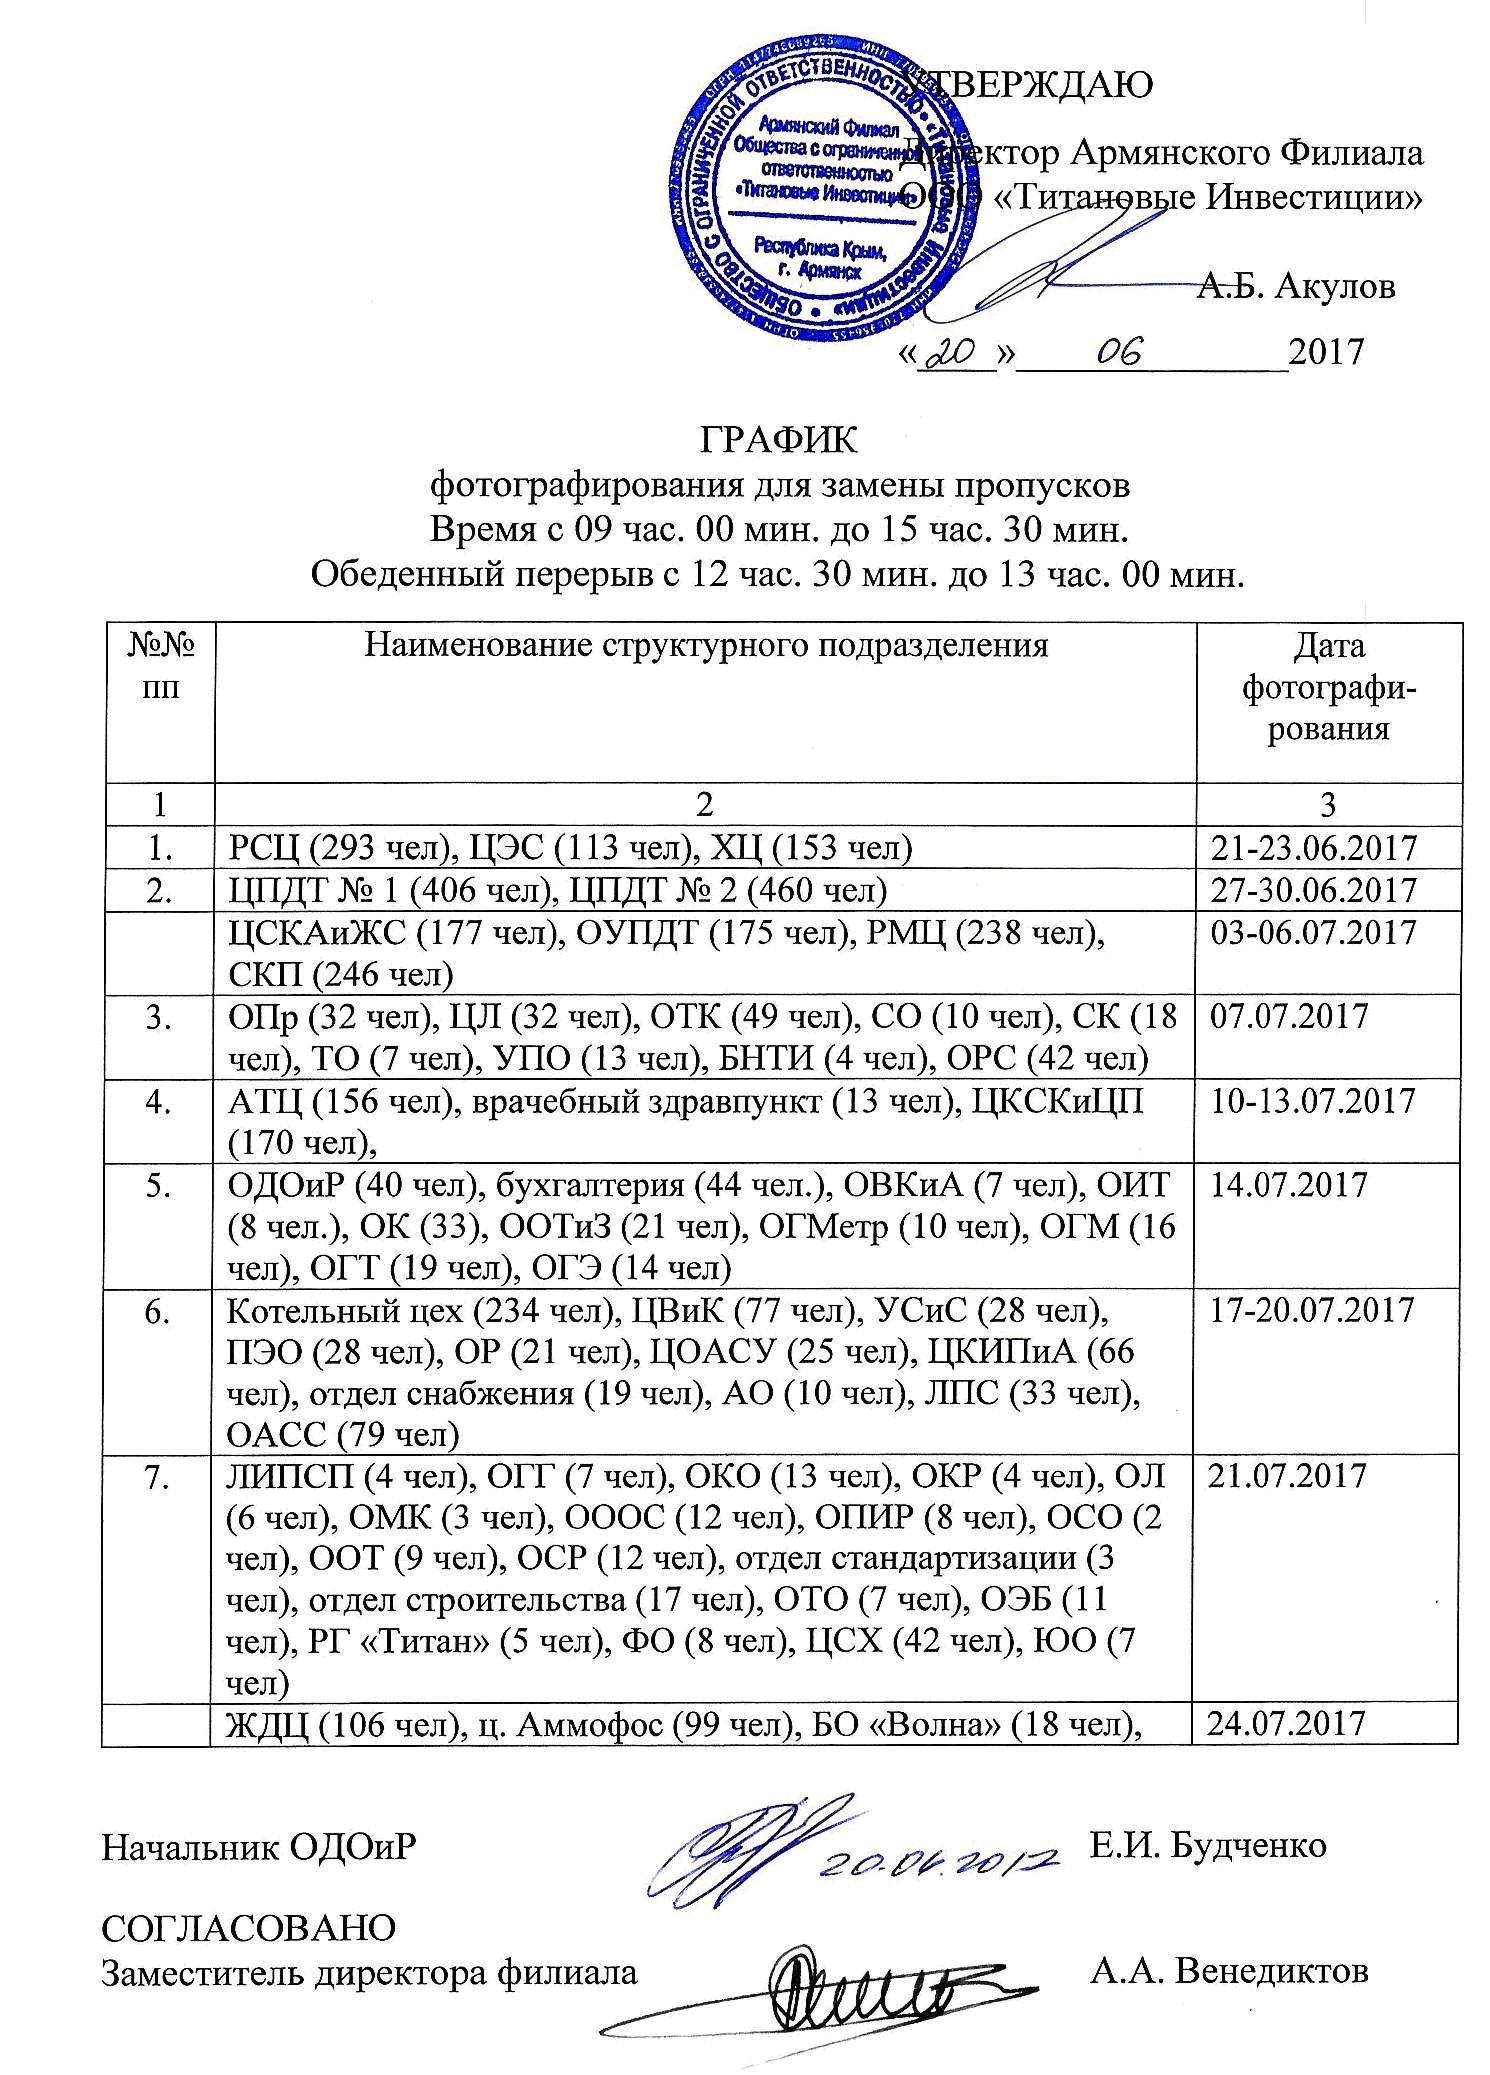 УТВЕРЖДАЮ
Директор Армянского Филиала
ООО «Титановые Инвестиции»
А.Б. Акулов
«20» 06 2017
ОБЩЕСТВО С ОГРАНИЧЕННОЙ ОТВЕТСТВЕННОСТЬЮ «Титановые Инвестиции»
Армянский Филиал
Общества с ограниченной
ответственностью
«Титановые Инвестиции»
Республика Крым,
г. Армянск
ГРАФИК
фотографирования для замены пропусков
Время с 09 час. 00 мин. до 15 час. 30 мин.
Обеденный перерыв с 12 час. 30 мин. до 13 час. 00 мин.
№№ Наименование структурного подразделения Дата
пп фотографи-
рования
1 2 3
1. РСЦ (293 чел), ЦЭС (113 чел), ХЦ (153 чел) 21-23.06.2017
2. ЦПДТ № 1 (406 чел), ЦПДТ № 2 (460 чел) 27-30.06.2017
ЦСКАиЖС (177 чел), ОУПДТ (175 чел), РМЦ (238 чел), 03-06.07.2017
СКП (246 чел)
3. ОПр (32 чел), ЦЛ (32 чел), ОТК (49 чел), СО (10 чел), СК (18 07.07.2017
чел), ТО (7 чел), УПО (13 чел), БНТИ (4 чел), ОРС (42 чел)
4. АТЦ (156 чел), врачебный здравпункт (13 чел), ЦКСКиЦП 10-13.07.2017
(170 чел),
5. ОДОиР (40 чел), бухгалтерия (44 чел.), ОВКиА (7 чел), ОИТ 14.07.2017
(8 чел.), ОК (33), ООТиЗ (21 чел), ОГМетр (10 чел), ОГМ (16
чел), ОГТ (19 чел), ОГЭ (14 чел)
6. Котельный цех (234 чел), ЦВиК (77 чел), УСиС (28 чел), 17-20.07.2017
ПЭО (28 чел), ОР (21 чел), ЦОАСУ (25 чел), ЦКИПиА (66
чел), отдел снабжения (19 чел), АО (10 чел), ЛПС (33 чел),
ОАСС (79 чел)
7. ЛИПСП (4 чел), ОГГ (7 чел), ОКО (13 чел), ОКР (4 чел), ОЛ 21.07.2017
(6 чел), ОМК (3 чел), ОООС (12 чел), ОПИР (8 чел), ОСО (2
чел), ООТ (9 чел), ОСР (12 чел), отдел стандартизации (3
чел), отдел строительства (17 чел), ОТО (7 чел), ОЭБ (11
чел), РГ «Титан» (5 чел), ФО (8 чел), ЦСХ (42 чел), ЮО (7
чел)
ЖДЦ (106 чел), ц. Аммофос (99 чел), БО «Волна» (18 чел), 24.07.2017
Начальник ОДОиР 20.06.2017 Е.И. Будченко
СОГЛАСОВАНО
Заместитель директора филиала А.А. Венедиктов